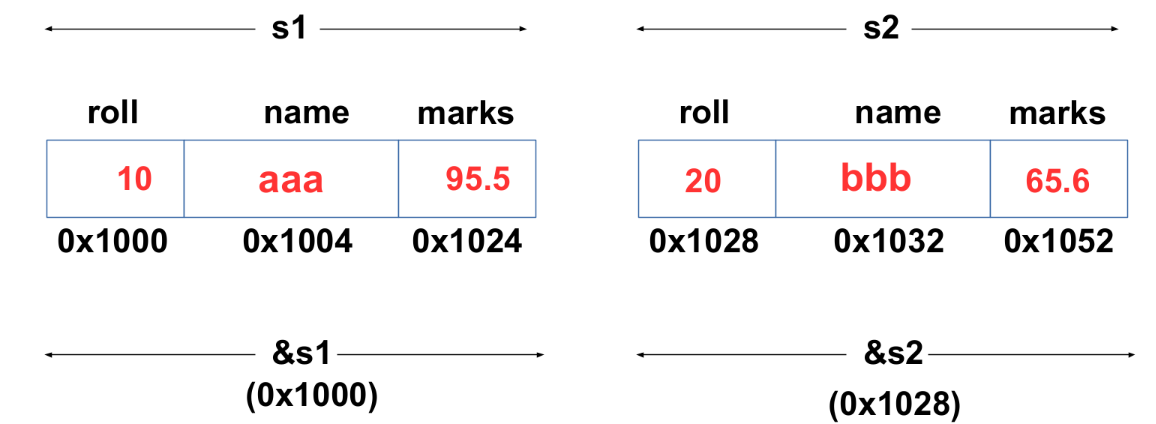 s1 s2
roll name marks roll name marks
10 aaa 95.5 20 bbb 65.6
0x1000 0x1004 0x1024 0x1028 0x1032 0x1052
&s1 &s2
(0x1000) (0x1028)